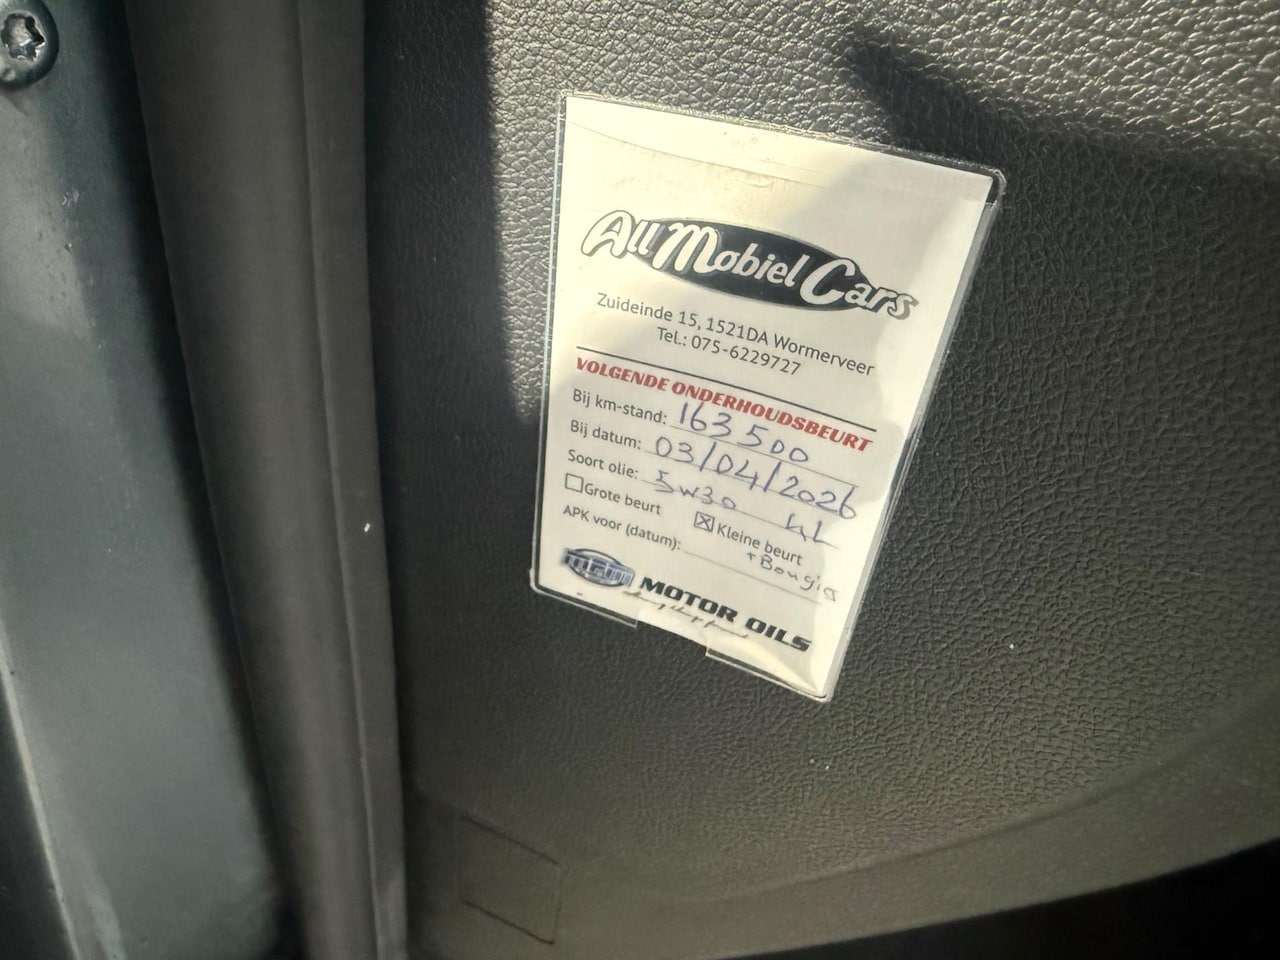 All Mobiel Cars
Zuideinde 15, 1521DA Wormerveer
Tel.: 075-6229727
VOLGENDE ONDERHOUDSBEURT
Bij km-stand: 163500
Bij datum: 03/04/2026
Soort olie: 5W30 4L
Grote beurt Kleine beurt
+ Bougis
APK voor (datum):
MOTOR OILS